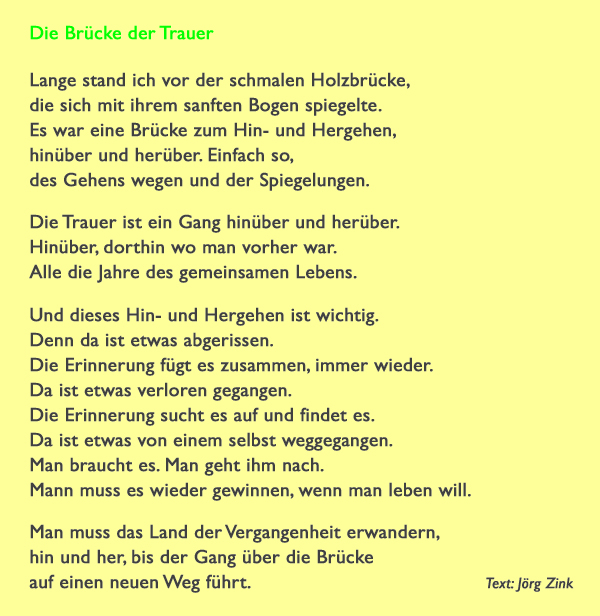 Die Brücke der Trauer
Lange stand ich vor der schmalen Holzbrücke,
die sich mit ihrem sanften Bogen spiegelte.
Es war eine Brücke zum Hin- und Hergehen,
hinüber und herüber. Einfach so,
des Gehens wegen und der Spiegelungen.
Die Trauer ist ein Gang hinüber und herüber.
Hinüber, dorthin wo man vorher war.
Alle die Jahre des gemeinsamen Lebens.
Und dieses Hin- und Hergehen ist wichtig.
Denn da ist etwas abgerissen.
Die Erinnerung fügt es zusammen, immer wieder.
Da ist etwas verloren gegangen.
Die Erinnerung sucht es auf und findet es.
Da ist etwas von einem selbst weggegangen.
Man braucht es. Man geht ihm nach.
Mann muss es wieder gewinnen, wenn man leben will.
Man muss das Land der Vergangenheit erwandern,
hin und her, bis der Gang über die Brücke
auf einen neuen Weg führt.
Text: Jörg Zink